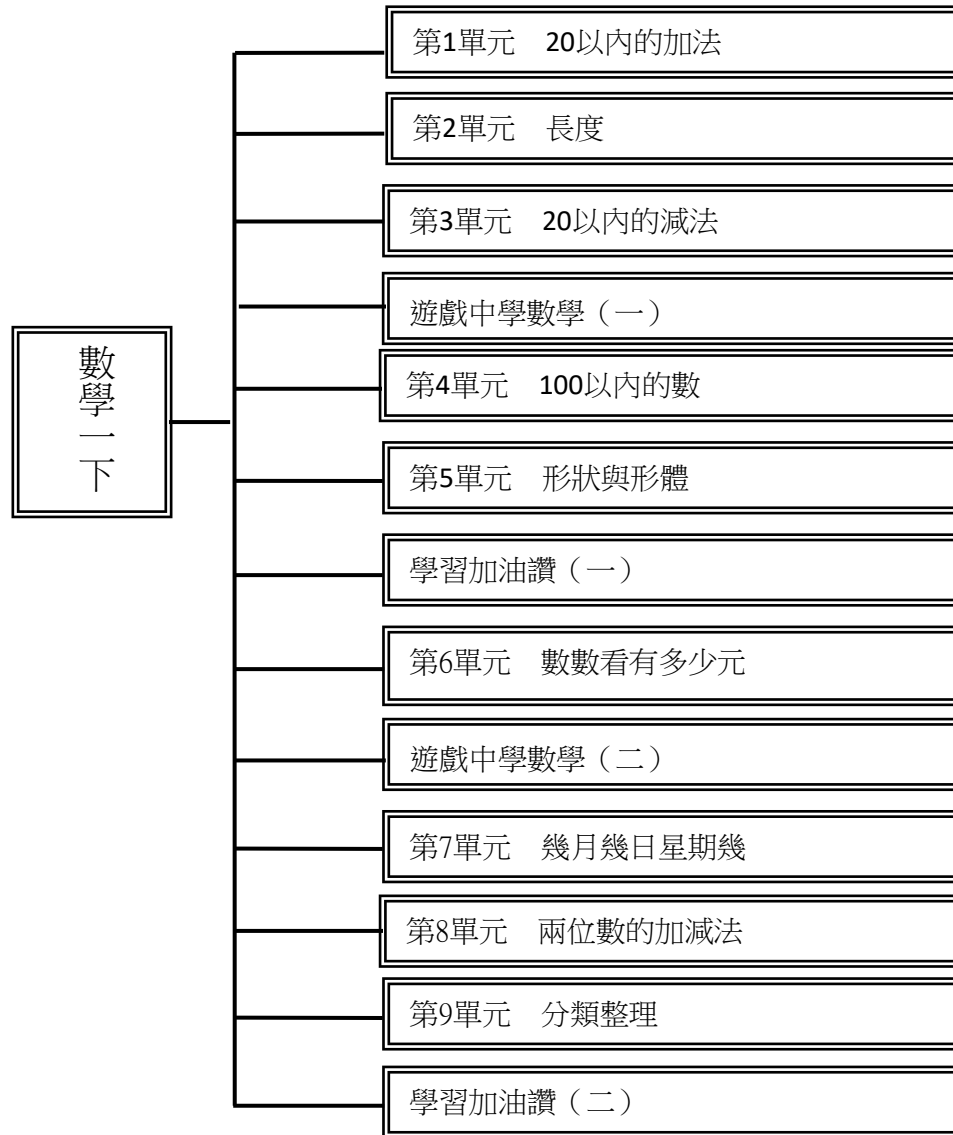 數學一下
第1單元　20以內的加法
第2單元　長度
第3單元　20以內的減法
遊戲中學數學（一）
第4單元　100以內的數
第5單元　形狀與形體
學習加油讚（一）
第6單元　數數看有多少元
遊戲中學數學（二）
第7單元　幾月幾日星期幾
第8單元　兩位數的加減法
第9單元　分類整理
學習加油讚（二）